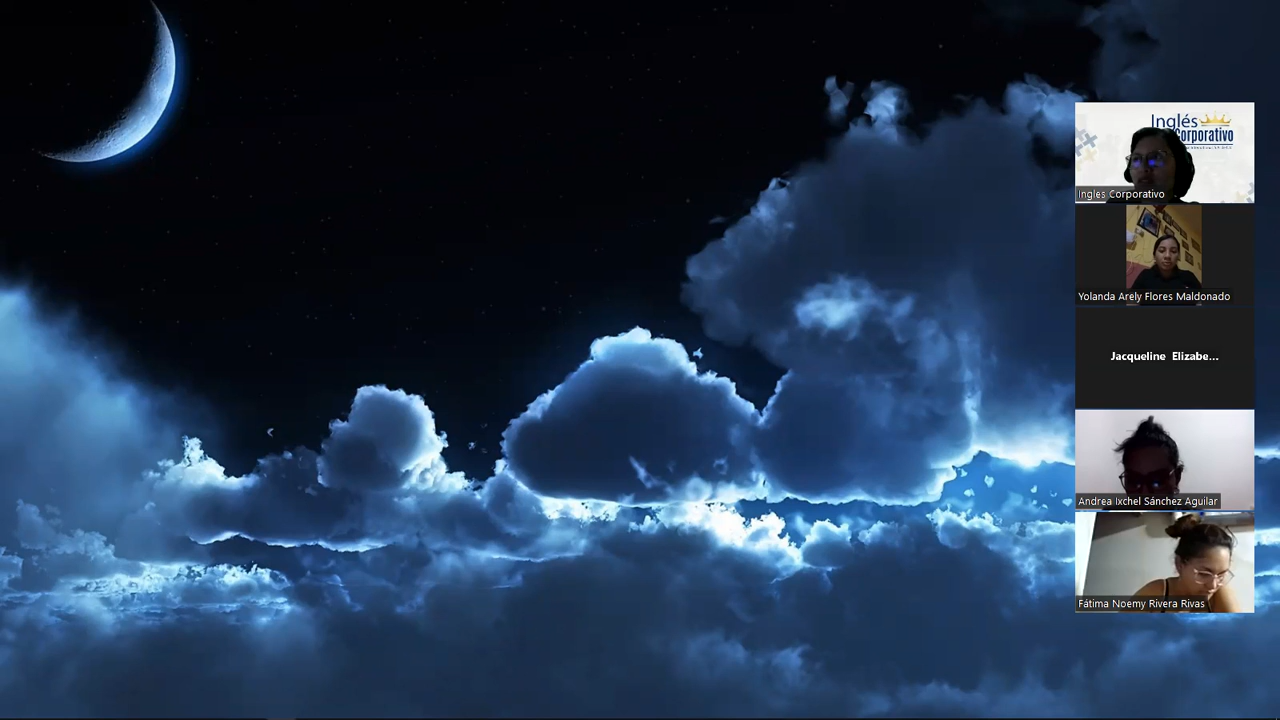 Inglés
Corporativo
Ingles Corporativo
Yolanda Arely Flores Maldonado
Jacqueline Elizabe...
Andrea Ixchel Sánchez Aguilar
Fátima Noemy Rivera Rivas